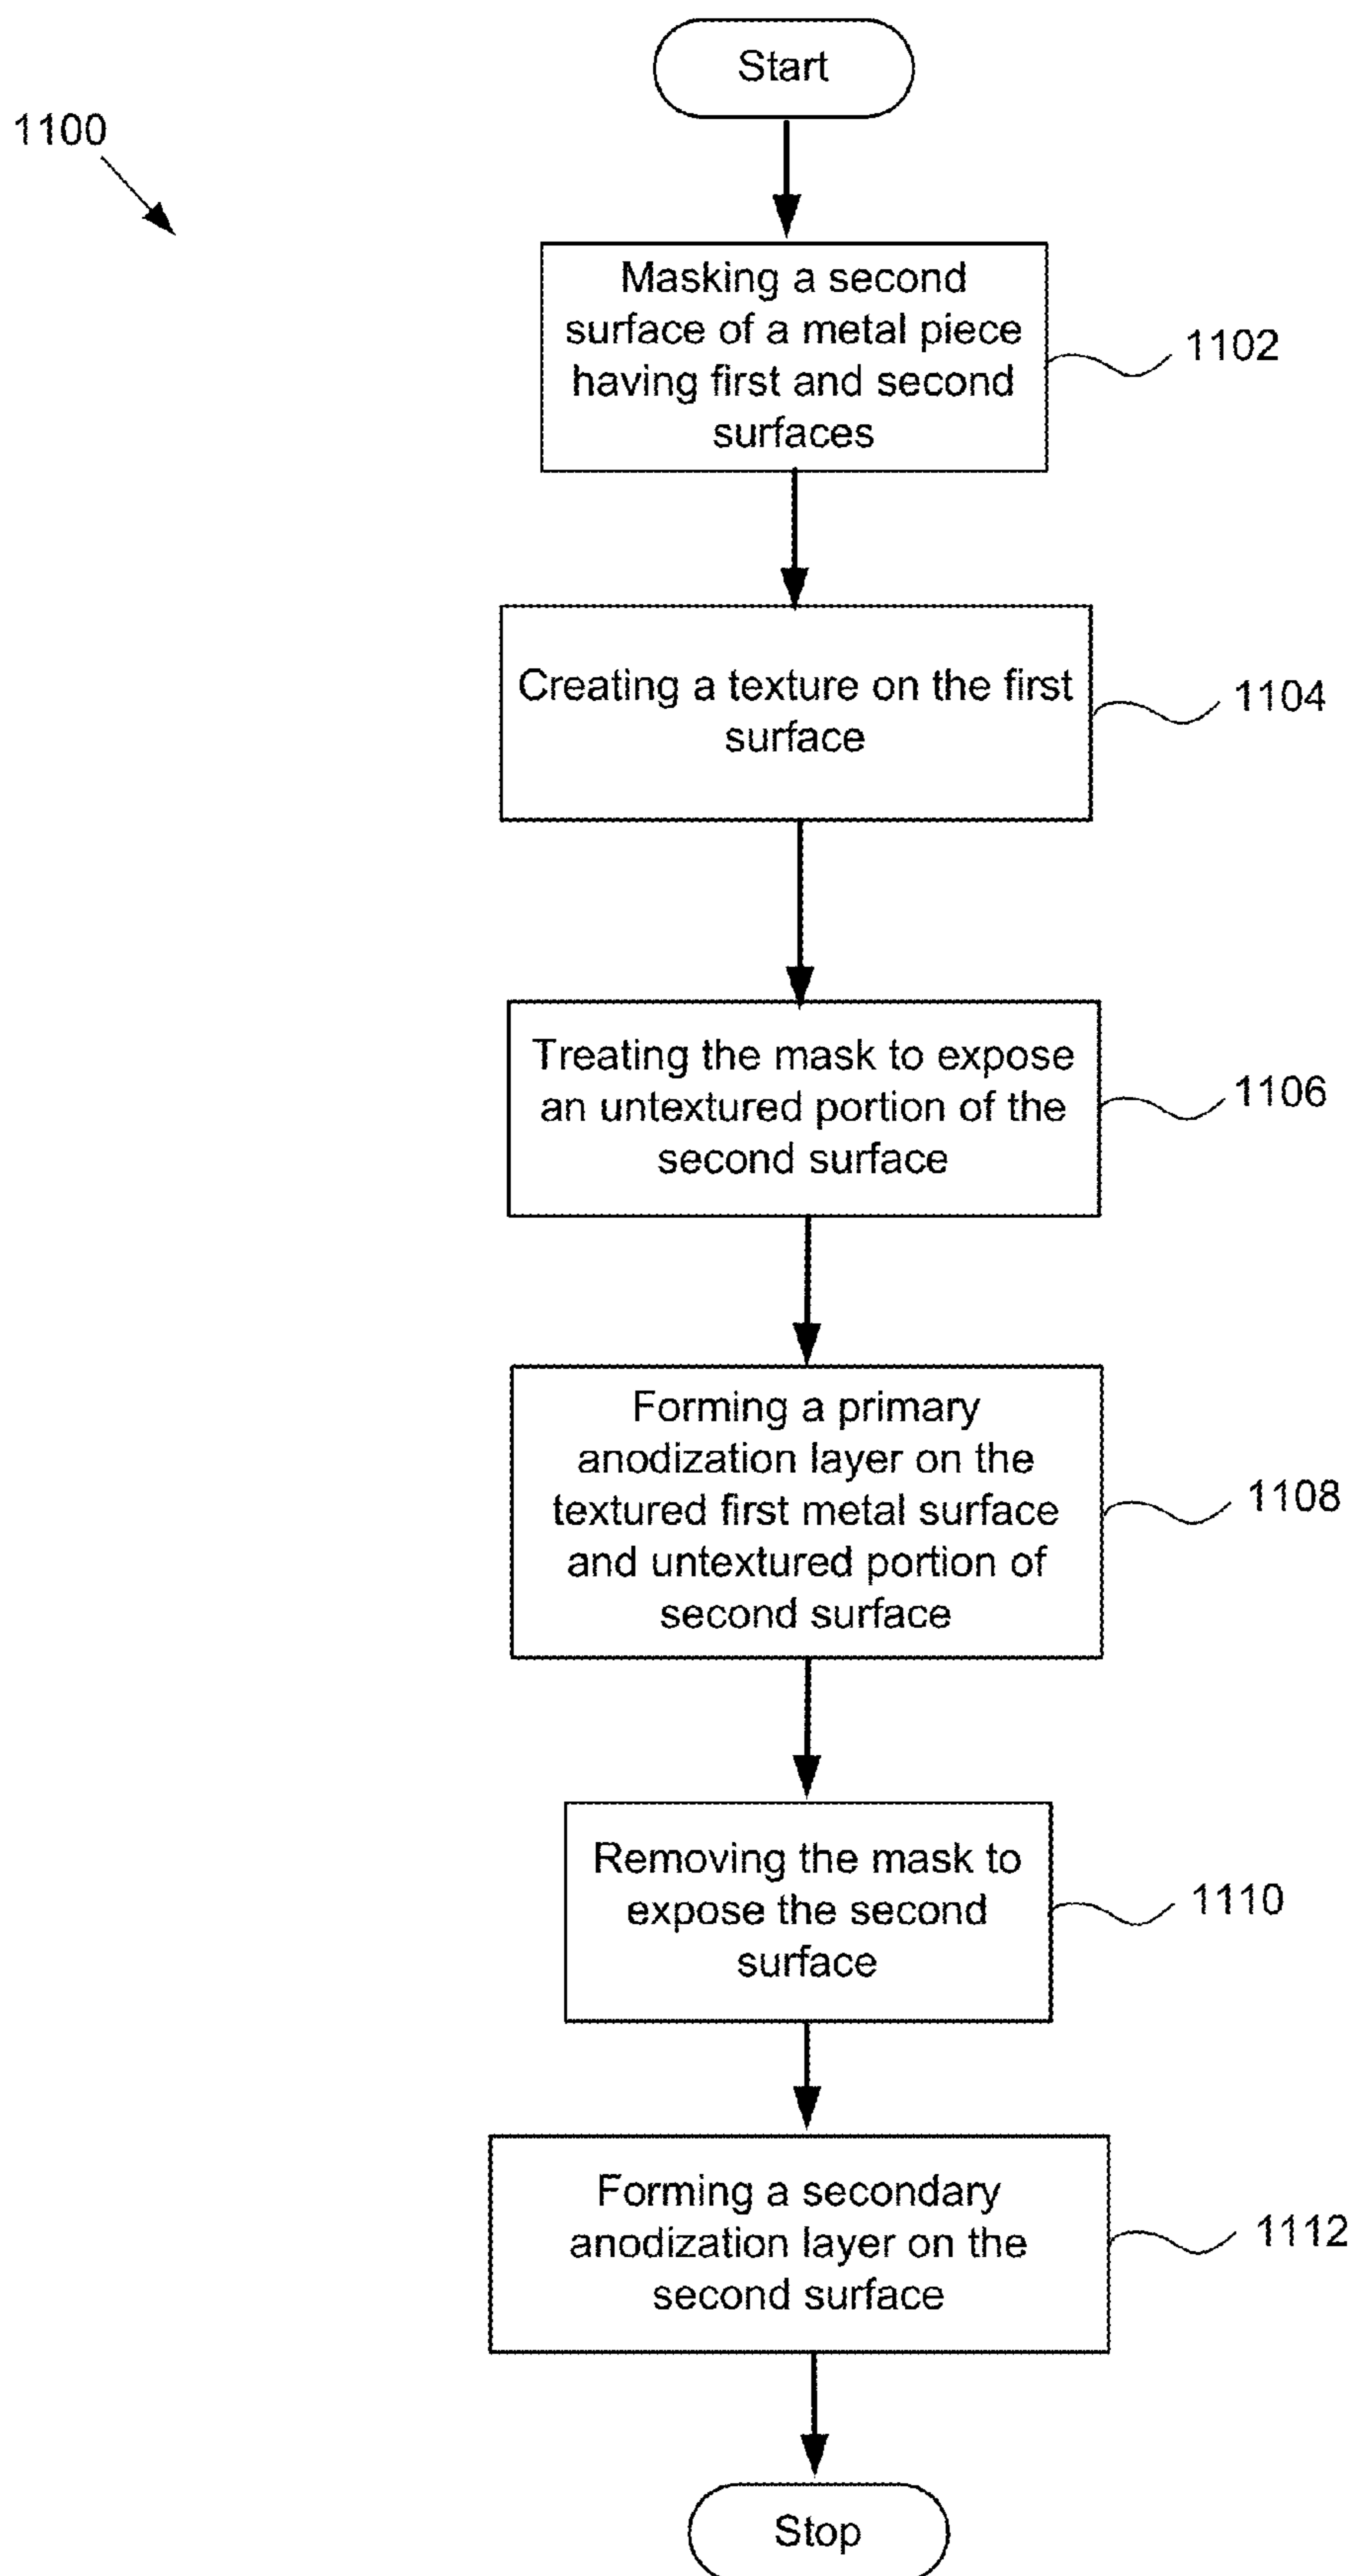 Start
1100
Masking a second
surface of a metal piece
having first and second
surfaces
1102
Creating a texture on the first
surface
1104
Treating the mask to expose
an untextured portion of the
second surface
1106
Forming a primary
anodization layer on the
textured first metal surface
and untextured portion of
second surface
1108
Removing the mask to
expose the second
surface
1110
Forming a secondary
anodization layer on the
second surface
1112
Stop